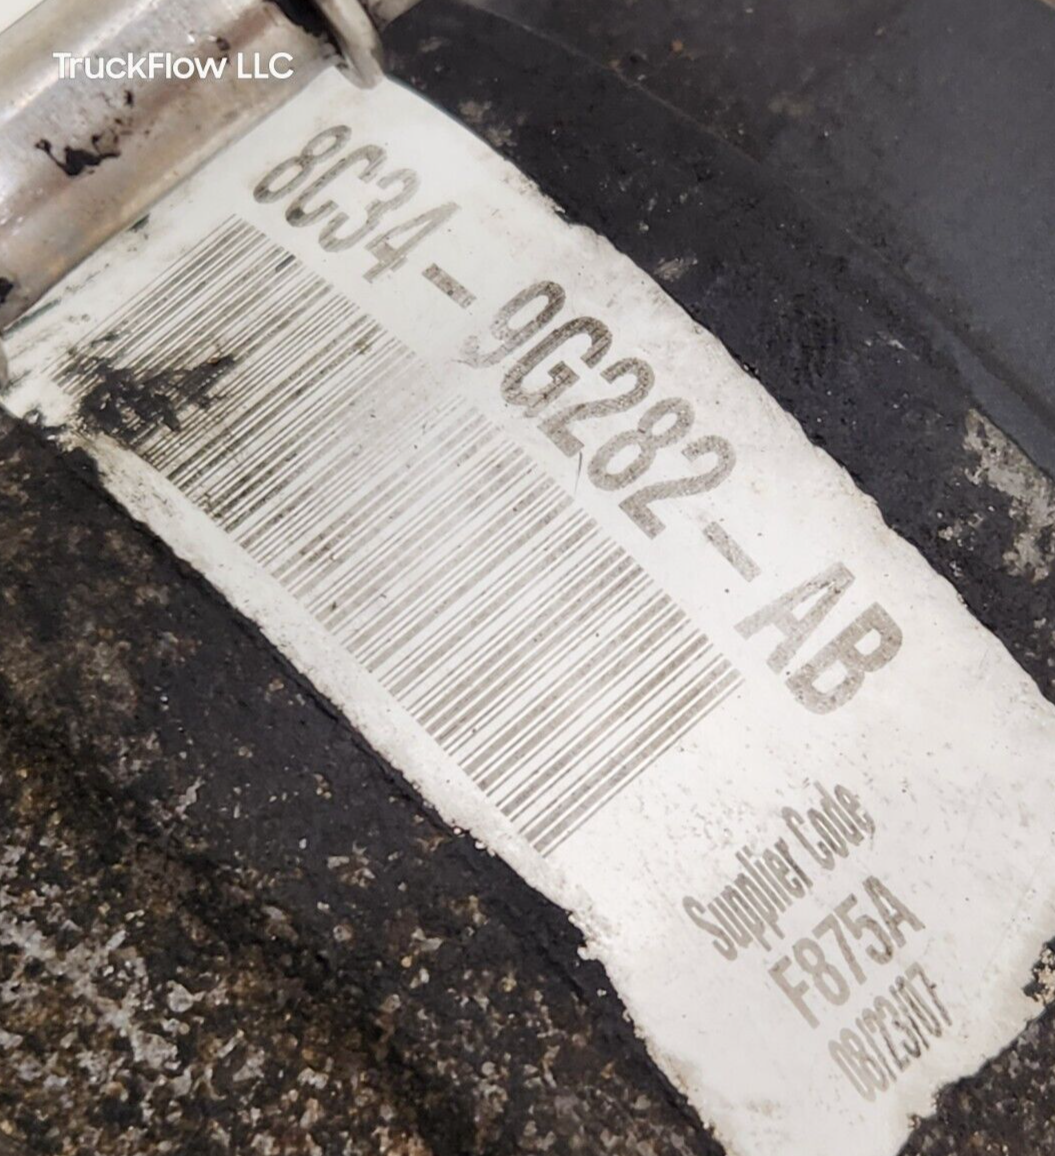 TruckFlow LLC
8C34-9G282-AB
Supplier Code
F875A
08/23/07